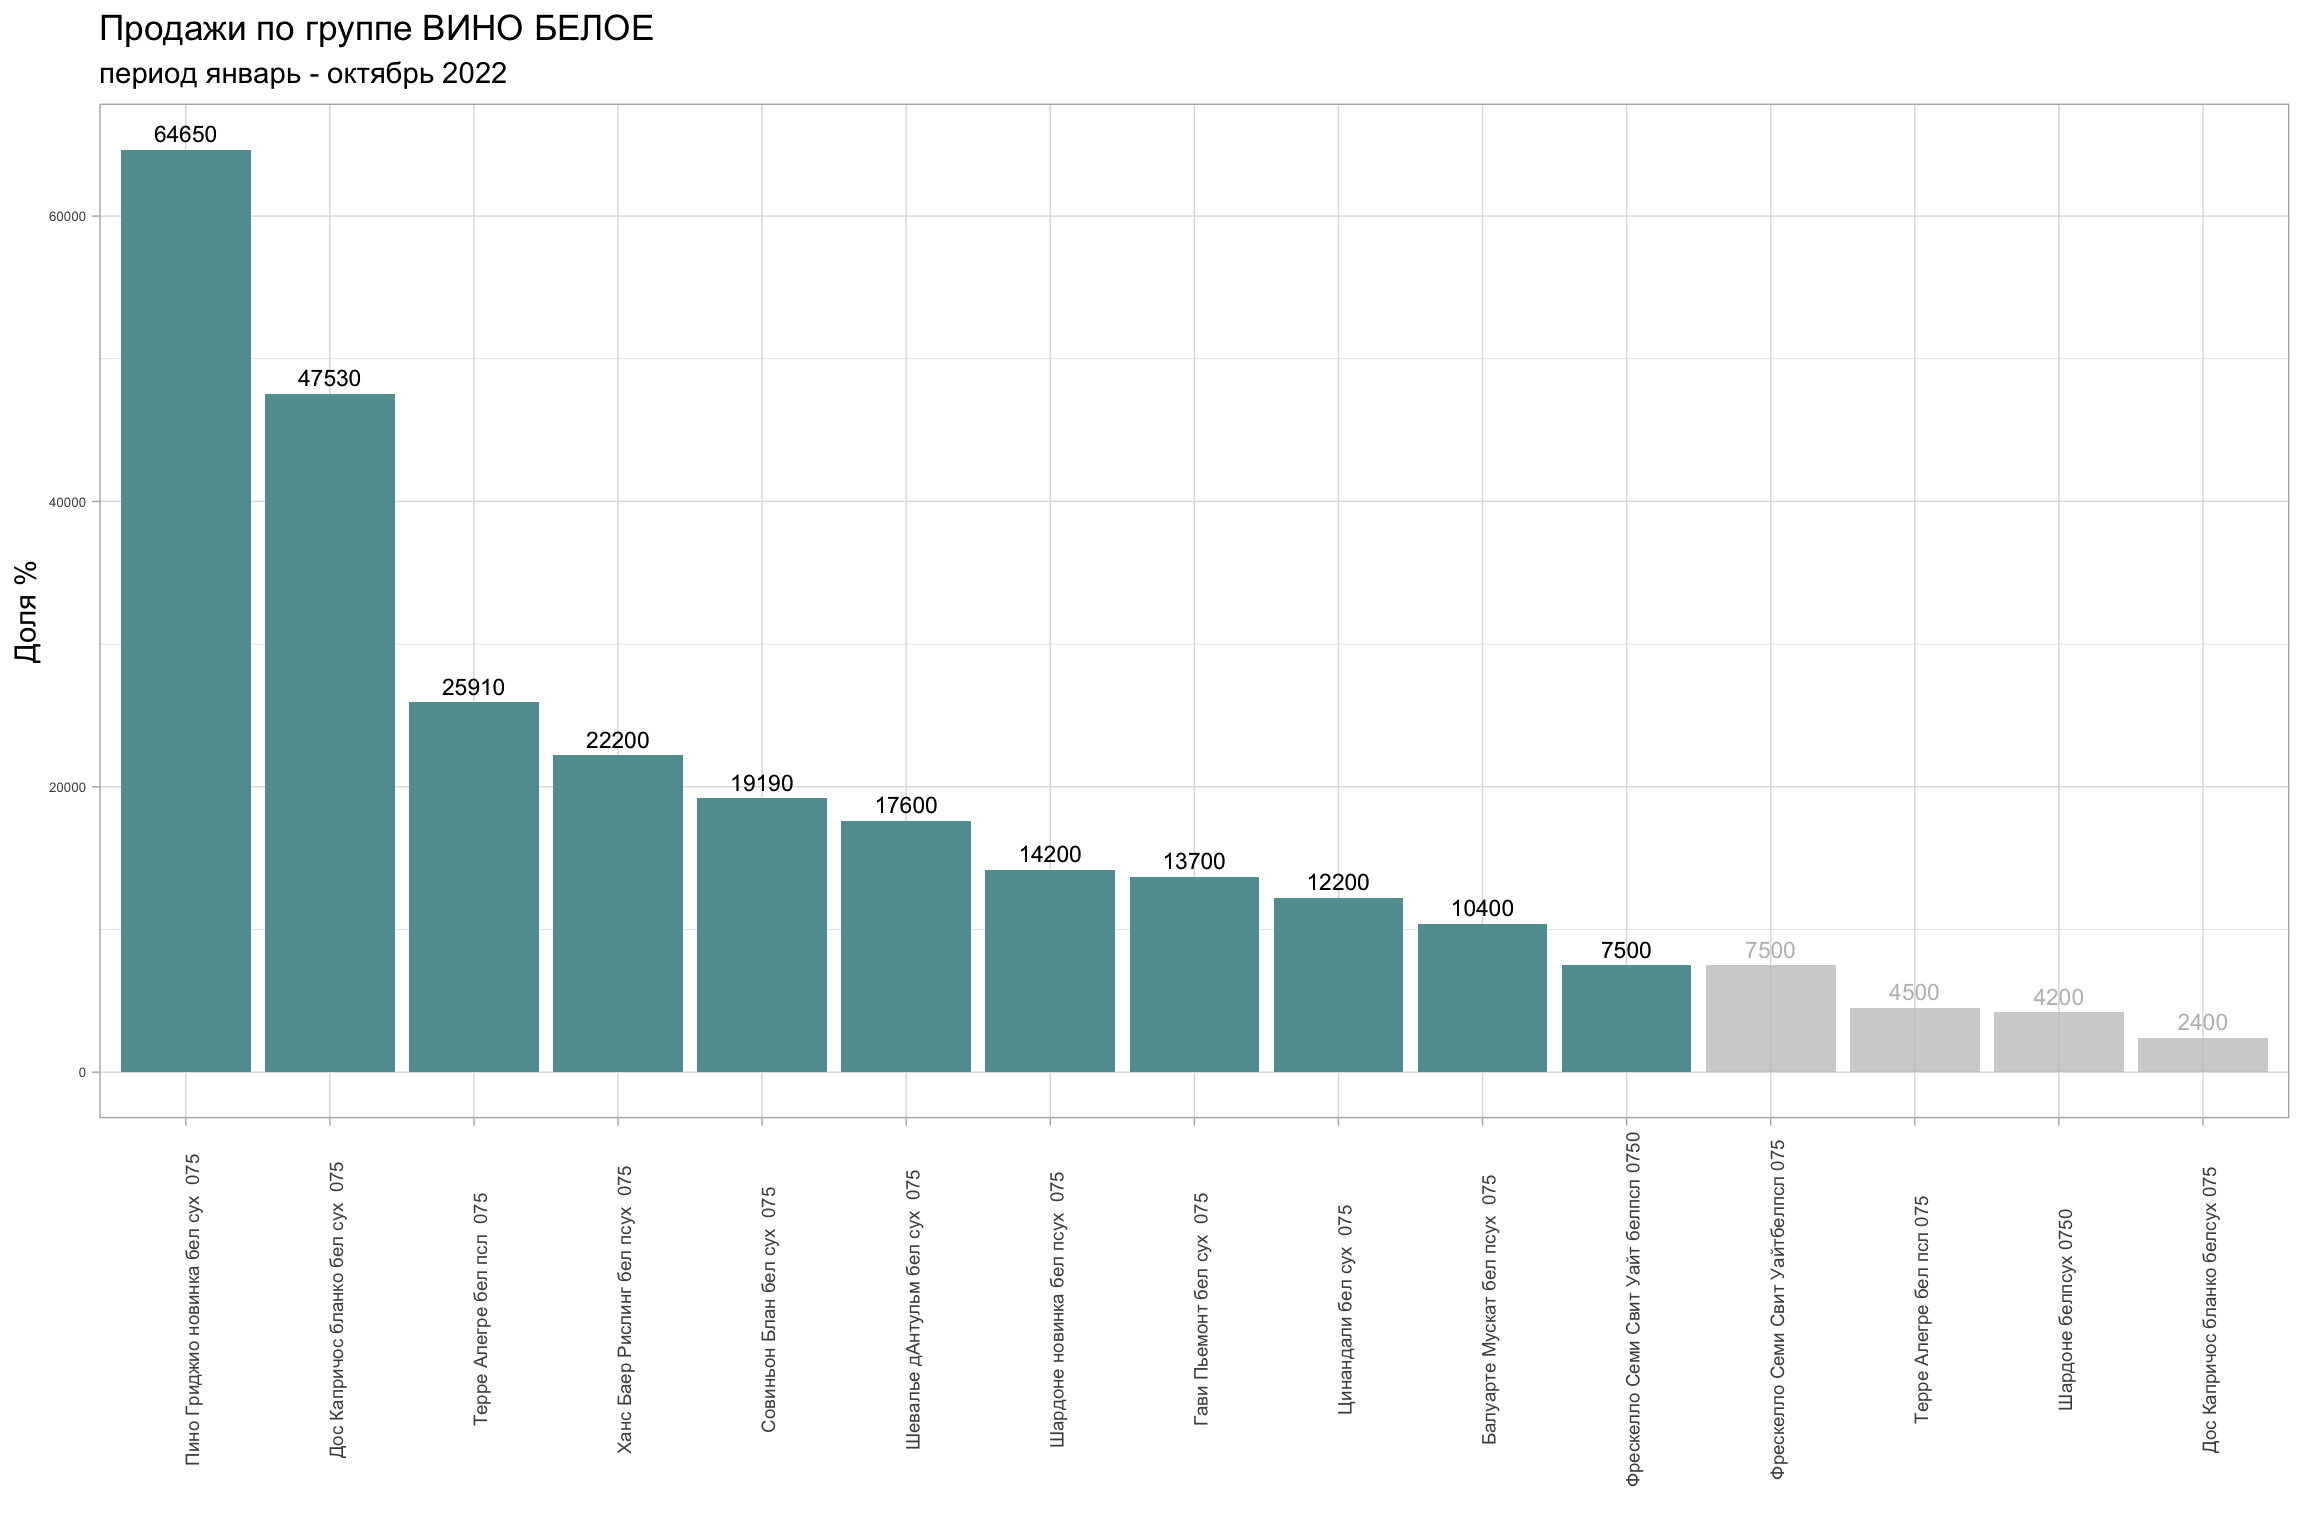 Продажи по группе ВИНО БЕЛОЕ
период январь - октябрь 2022
Доля %
60000
40000
20000
0
64650
47530
25910
22200
19190
17600
14200
13700
12200
10400
7500
7500
4500
4200
2400
Пино Гриджио новинка бел сух  075
Дос Капричос бланко бел сух  075
Терре Алегре бел псл  075
Ханс Баер Рислинг бел псух  075
Совиньон Блан бел сух  075
Шевалье дАнтульм бел сух  075
Шардоне новинка бел псух  075
Гави Пьемонт бел сух  075
Цинандали бел сух  075
Балуарте Мускат бел псух  075
Фрескелло Семи Свит Уайт белпсл 0750
Фрескелло Семи Свит Уайтбелпсл 075
Терре Алегре бел псл 075
Шардоне белпсух 0750
Дос Капричос бланко белсух 075